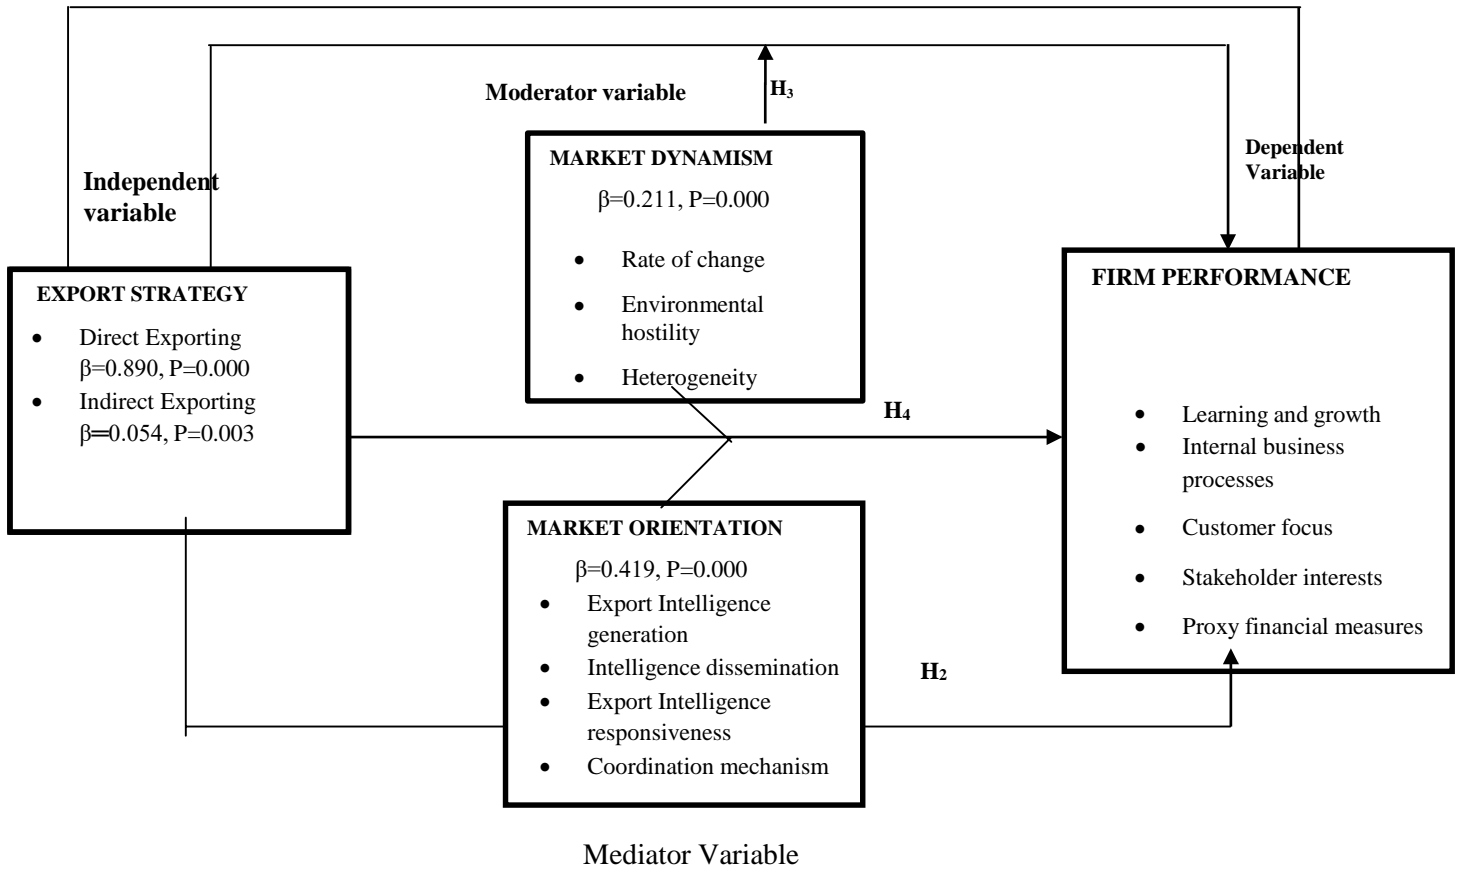 Moderator variable
H₃
Independent
variable
Dependent
Variable
MARKET DYNAMISM
β=0.211, P=0.000
• Rate of change
• Environmental
hostility
• Heterogeneity
EXPORT STRATEGY
• Direct Exporting
β=0.890, P=0.000
• Indirect Exporting
β=0.054, P=0.003
H₄
FIRM PERFORMANCE
• Learning and growth
• Internal business
processes
• Customer focus
• Stakeholder interests
• Proxy financial measures
MARKET ORIENTATION
β=0.419, P=0.000
• Export Intelligence
generation
• Intelligence dissemination
• Export Intelligence
responsiveness
• Coordination mechanism
H₂
Mediator Variable